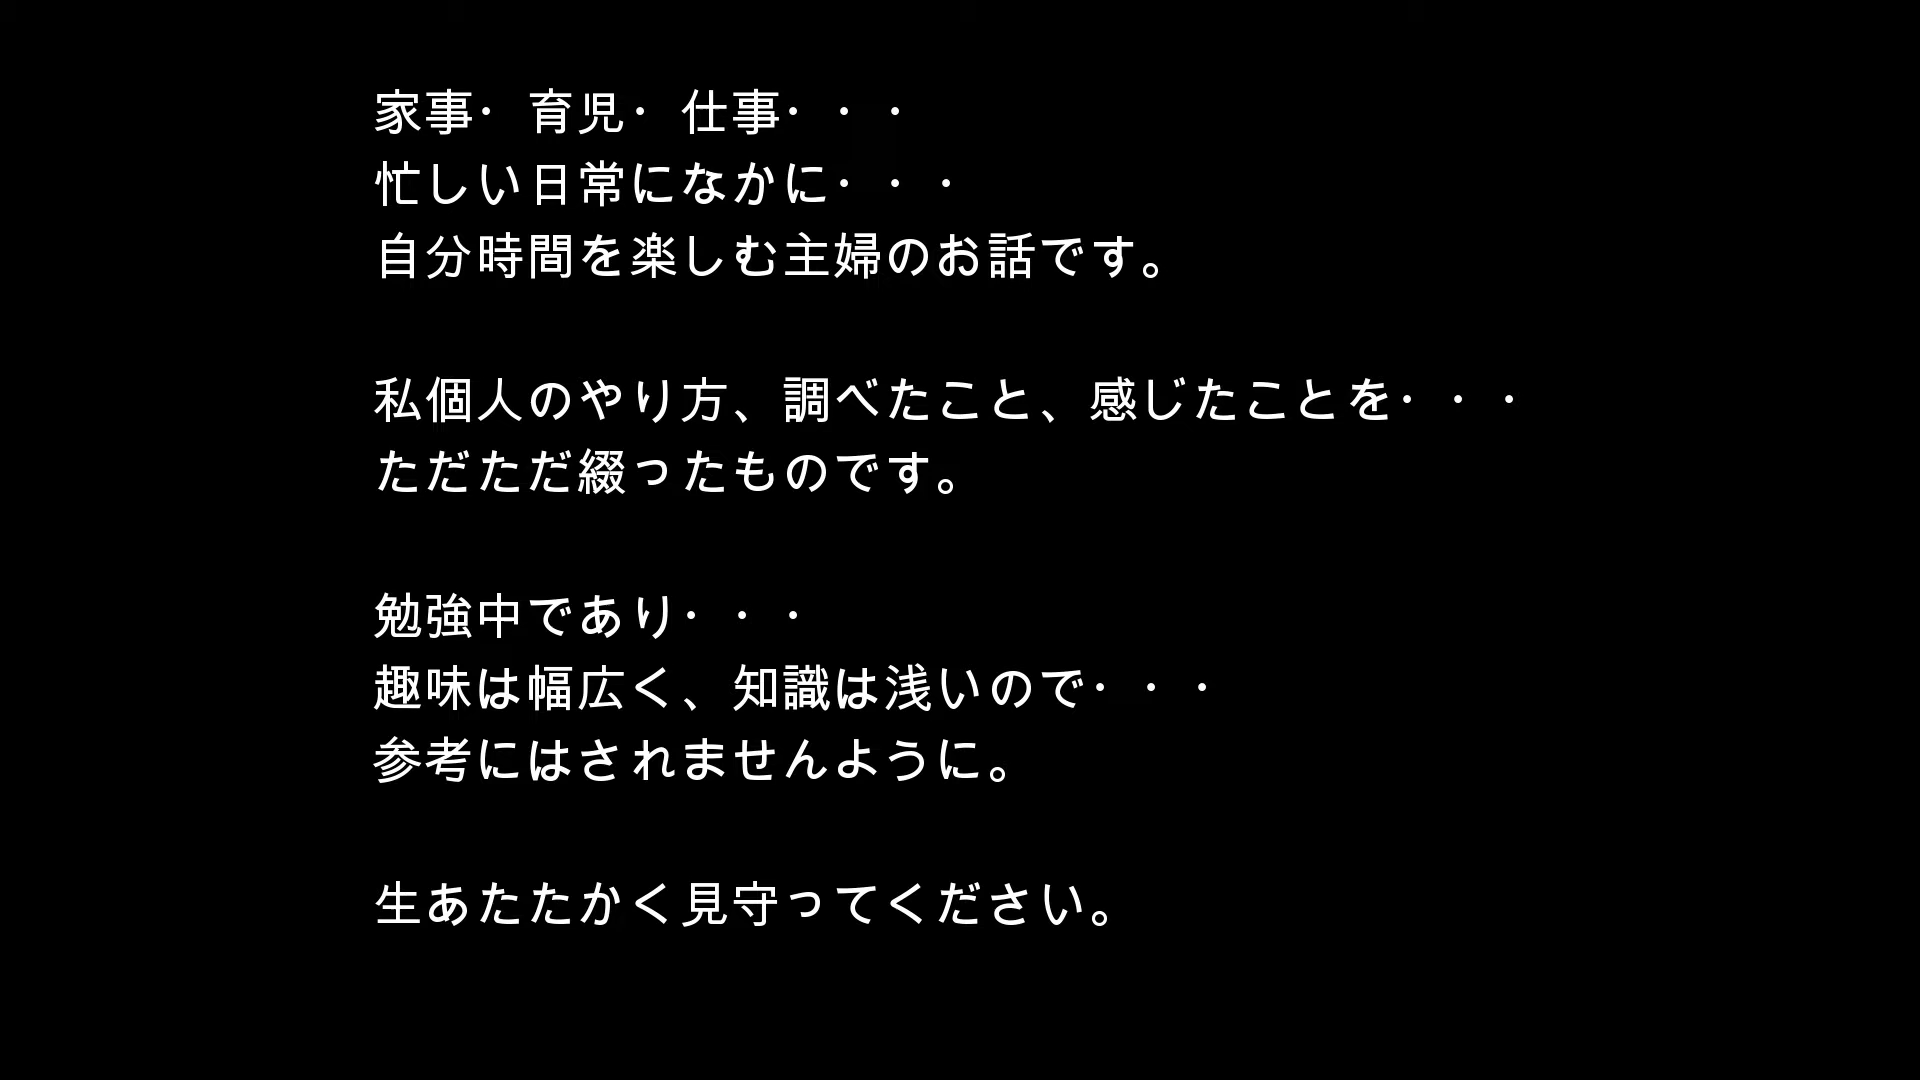 家事・育児・仕事・・・
忙しい日常になかに・・・
自分時間を楽しむ主婦のお話です。
私個人のやり方、調べたこと、感じたことを・・・
ただただ綴ったものです。
勉強中であり・・・
趣味は幅広く、知識は浅いので・・・
参考にはされませんように。
生あたたかく見守ってください。